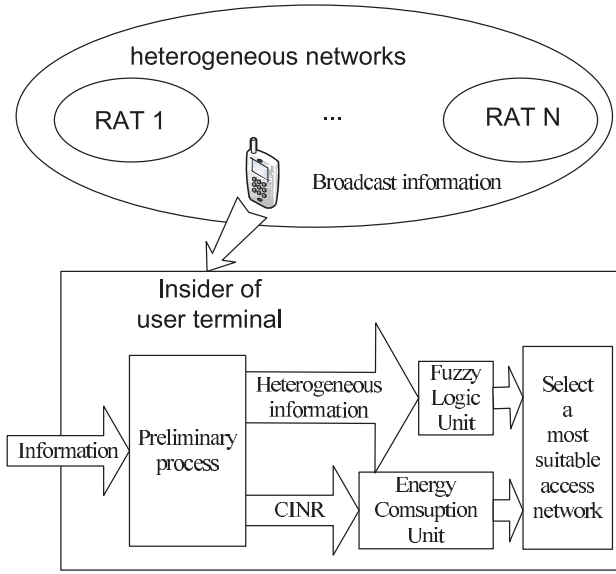 heterogeneous networks
RAT 1
...
RAT N
Broadcast information
Insider of
user terminal
Information
Preliminary
process
Heterogeneous
information
CINR
Fuzzy
Logic
Unit
Energy
Comsuption
Unit
Select
a
most
suitable
access
network